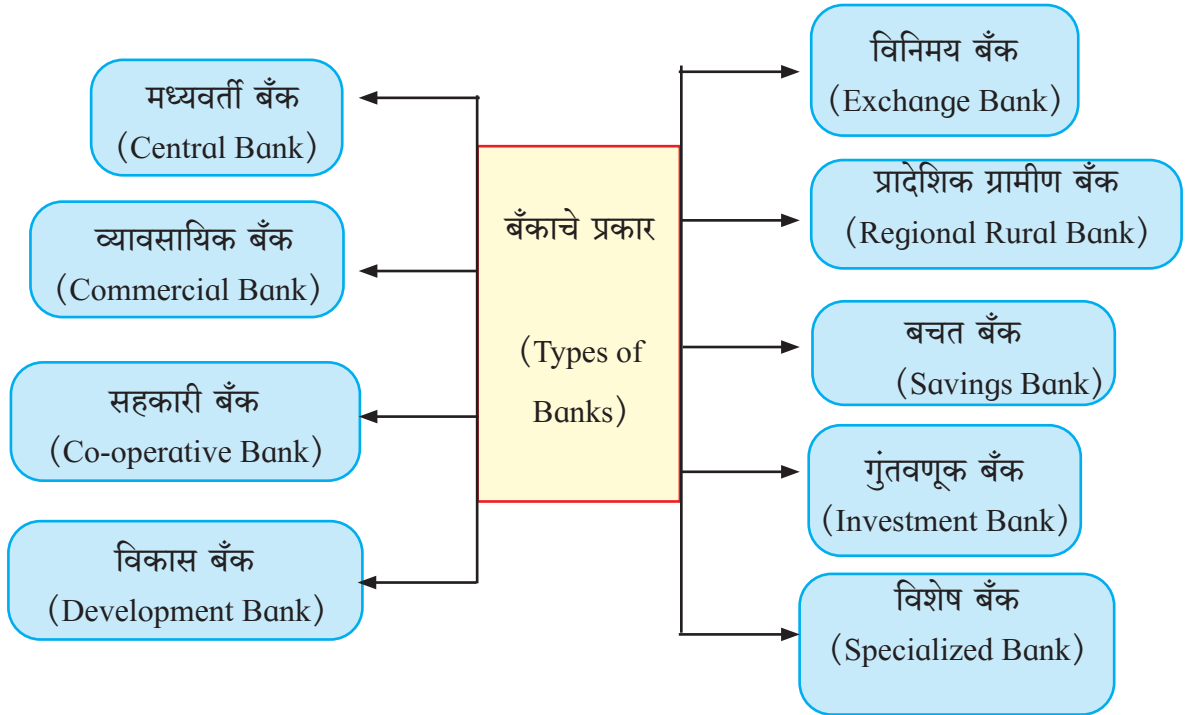 बँकाचे प्रकार
(Types of
Banks)
मध्यवर्ती बँक
(Central Bank)
व्यावसायिक बँक
(Commercial Bank)
सहकारी बँक
(Co-operative Bank)
विकास बँक
(Development Bank)
विनिमय बँक
(Exchange Bank)
प्रादेशिक ग्रामीण बँक
(Regional Rural Bank)
बचत बँक
(Savings Bank)
गुंतवणूक बँक
(Investment Bank)
विशेष बँक
(Specialized Bank)